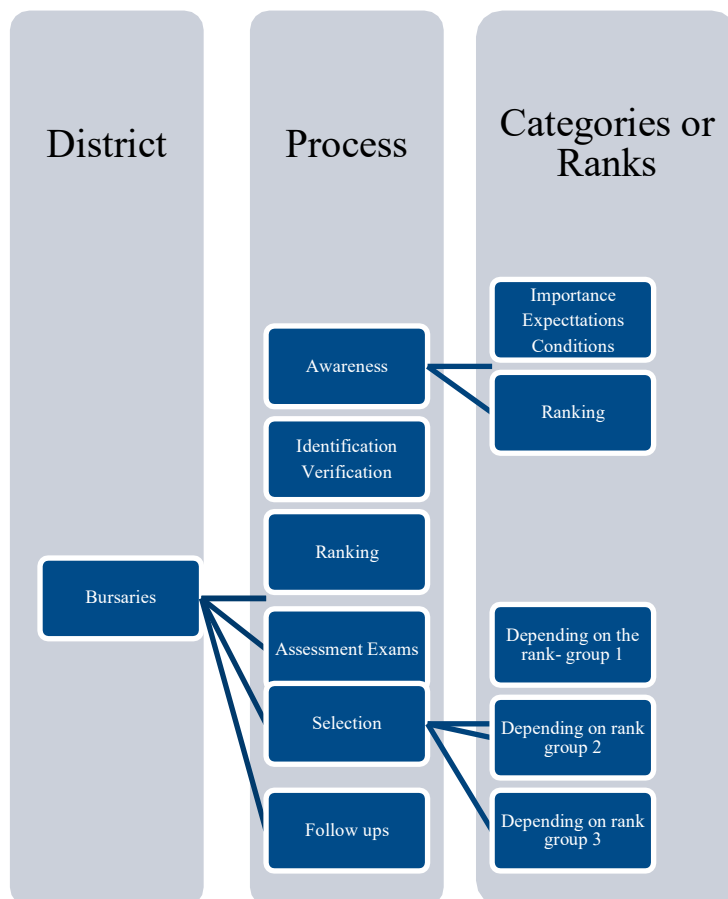 District
Process
Categories or
Ranks
Importance
Expecttations
Conditions
Awareness
Ranking
Identification
Verification
Ranking
Bursaries
Depending on the
rank- group 1
Assessment Exams
Selection
Depending on rank
group 2
Follow ups
Depending on rank
group 3